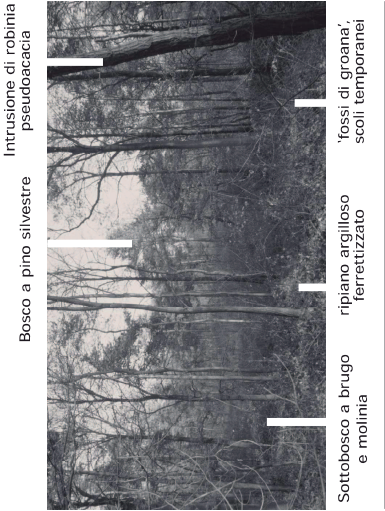 Bosco a pino silvestre
Intrusione di robinia
pseudoacacia
Sottobosco a brugo
e molinia
ripiano argilloso
ferrettizzato
'fossi di groana',
scoli temporanei